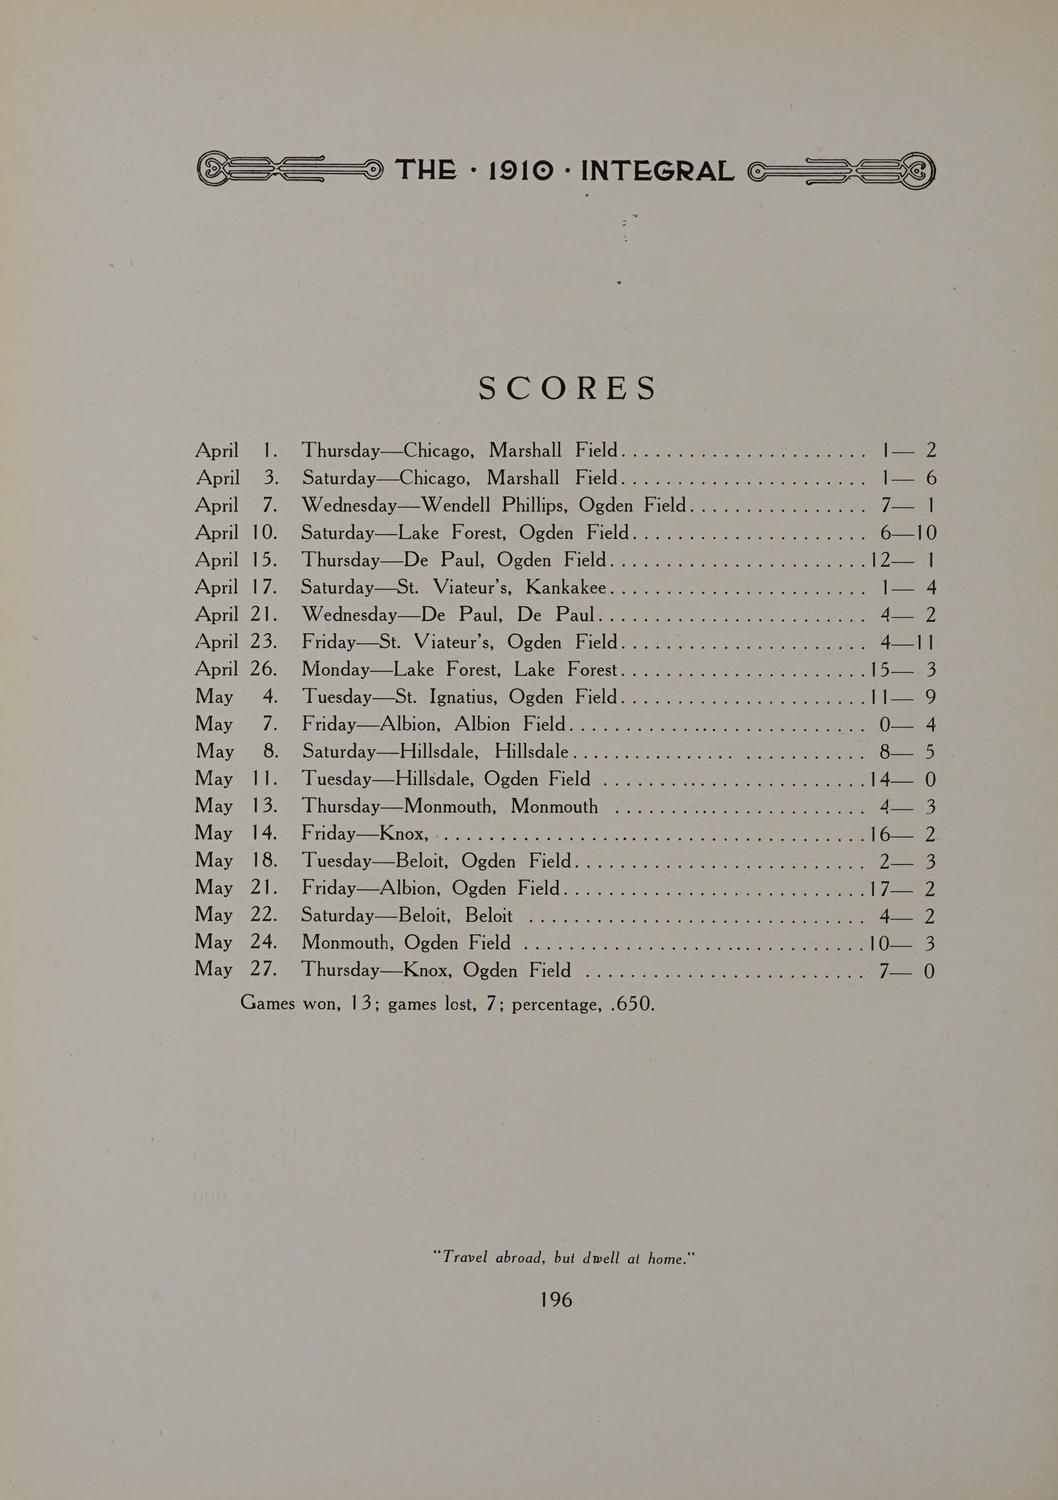 THE · 1910 · INTEGRAL
SCORES
April 1. Thursday—Chicago, Marshall Field........................ 1— 2
April 3. Saturday—Chicago, Marshall Field........................ 1— 6
April 7. Wednesday—Wendell Phillips, Ogden Field................ 7— 1
April 10. Saturday—Lake Forest, Ogden Field..................... 6—10
April 15. Thursday—De Paul, Ogden Field.......................12— 1
April 17. Saturday—St. Viateur's, Kankakee....................... 1— 4
April 21. Wednesday—De Paul, De Paul........................ 4— 2
April 23. Friday—St. Viateur's, Ogden Field...................... 4—11
April 26. Monday—Lake Forest, Lake Forest......................15— 3
May 4. Tuesday—St. Ignatius, Ogden Field......................11— 9
May 7. Friday—Albion, Albion Field........................... 0— 4
May 8. Saturday—Hillsdale, Hillsdale........................... 8— 5
May 11. Tuesday—Hillsdale, Ogden Field ........................14— 0
May 13. Thursday—Monmouth, Monmouth ....................... 4— 3
May 14. Friday—Knox, .......................................16— 2
May 18. Tuesday—Beloit, Ogden Field.......................... 2— 3
May 21. Friday—Albion, Ogden Field...........................17— 2
May 22. Saturday—Beloit, Beloit .............................. 4— 2
May 24. Monmouth, Ogden Field ..............................10— 3
May 27. Thursday—Knox, Ogden Field ......................... 7— 0
Games won, 13; games lost, 7; percentage, .650.
"Travel abroad, but dwell at home."
196